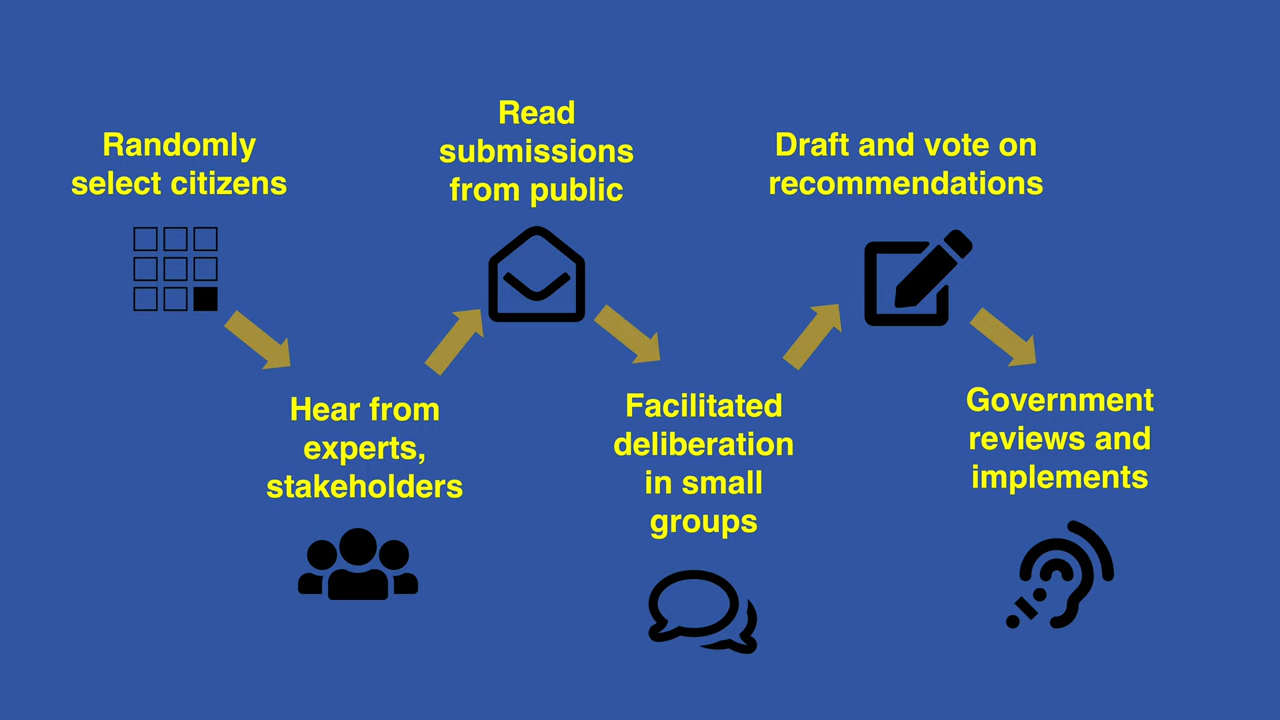 Randomly
select citizens
Hear from
experts,
stakeholders
Read
submissions
from public
Facilitated
deliberation
in small
groups
Draft and vote on
recommendations
Government
reviews and
implements